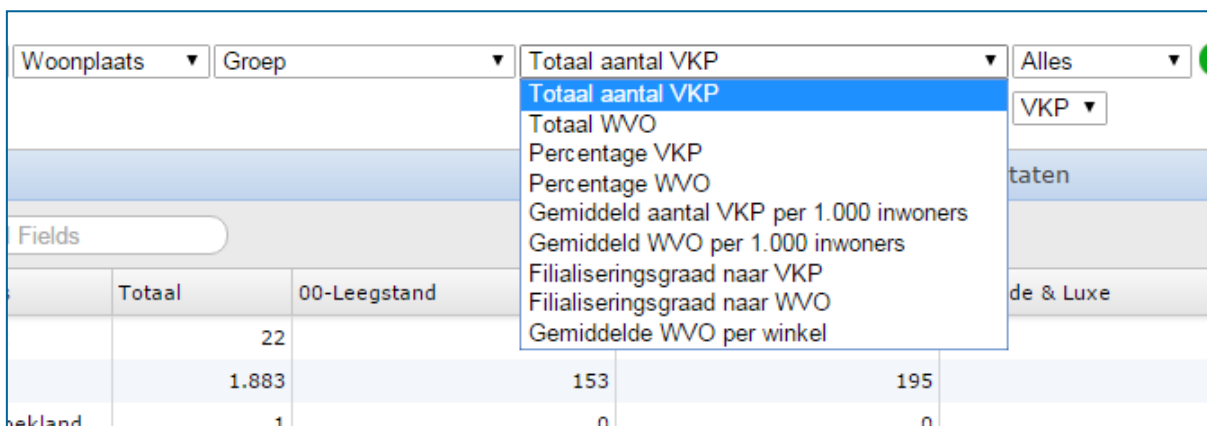 Woonplaats Groep Totaal aantal VKP Alles
Totaal aantal VKP
VKP
Totaal WVO
Percentage VKP
Percentage WVO
taten
Gemiddeld aantal VKP per 1.000 inwoners
Fields
Gemiddeld WVO per 1.000 inwoners
Filialiseringsgraad naar VKP
Totaal 00-Leegstand de & Luxe
Filialiseringsgraad naar WVO
Gemiddelde WVO per winkel
22
1.883 153 195
oekland 1 0 0